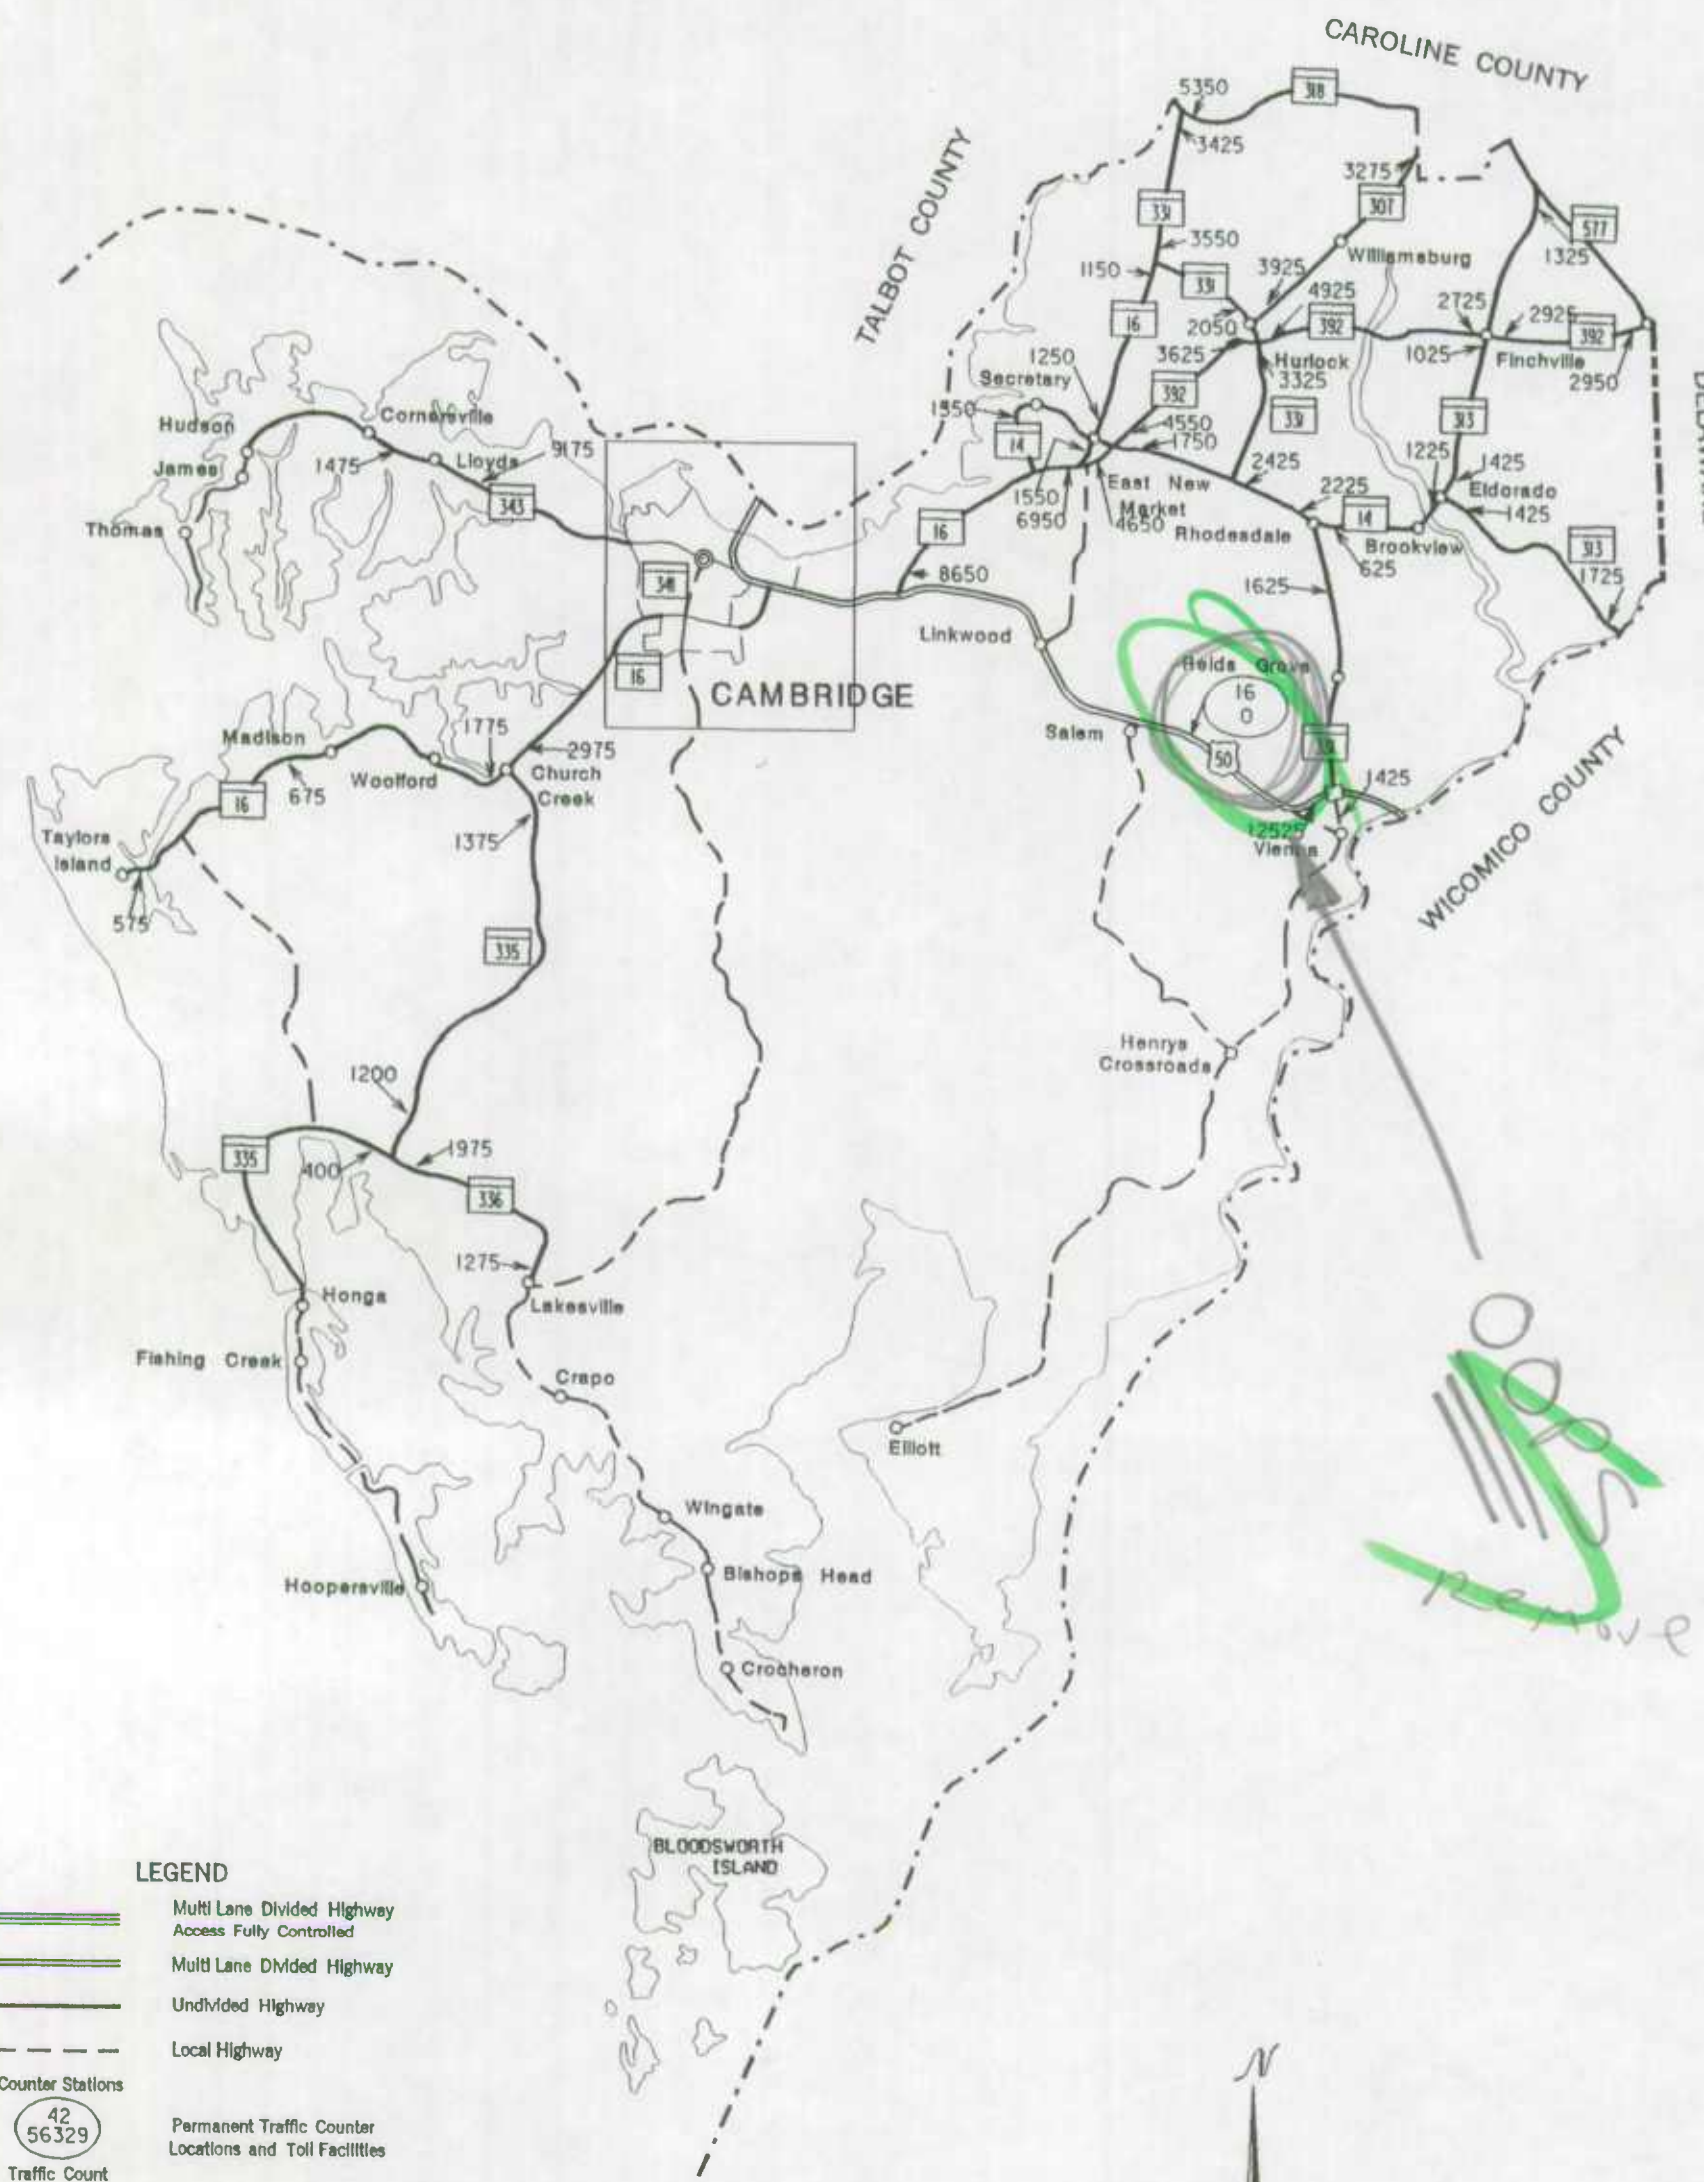 CAROLINE COUNTY
TALBOT COUNTY
5350
318
3425
3275
307
331
577
3550
Williamsburg
1325
1150
331
3925
4925
2725
2925
16
2050
392
392
3625
Hurlock
1025
Finchville
1250
3325
2950
Secretary
392
1350
4550
331
313
14
1750
1225
1425
2425
Eldorado
1550
East New
Market
2225
14
1425
6950
4650
Rhodesdale
Brookview
313
16
625
1725
8650
1625
Hudson
Cornersville
James
1475
Lloyds
9175
343
Thomas
341
Linkwood
Reids Grove
16
0
16
CAMBRIDGE
Salem
50
1425
WICOMICO COUNTY
Madison
1775
2975
Woolford
Church
Creek
16
675
12525
Vienna
Taylors
Island
1375
575
335
Henrys
Crossroads
1200
335
400
1975
336
1275
Honga
Lakesville
Fishing Creek
Crapo
Elliott
OOPS
Wingate
Bishops Head
Hoopersville
Remove
Crocheron
BLOODSWORTH
ISLAND
LEGEND
Multi Lane Divided Highway
Access Fully Controlled
Multi Lane Divided Highway
Undivided Highway
Local Highway
Counter Stations
42
56329
Permanent Traffic Counter
Locations and Toll Facilities
Traffic Count
N